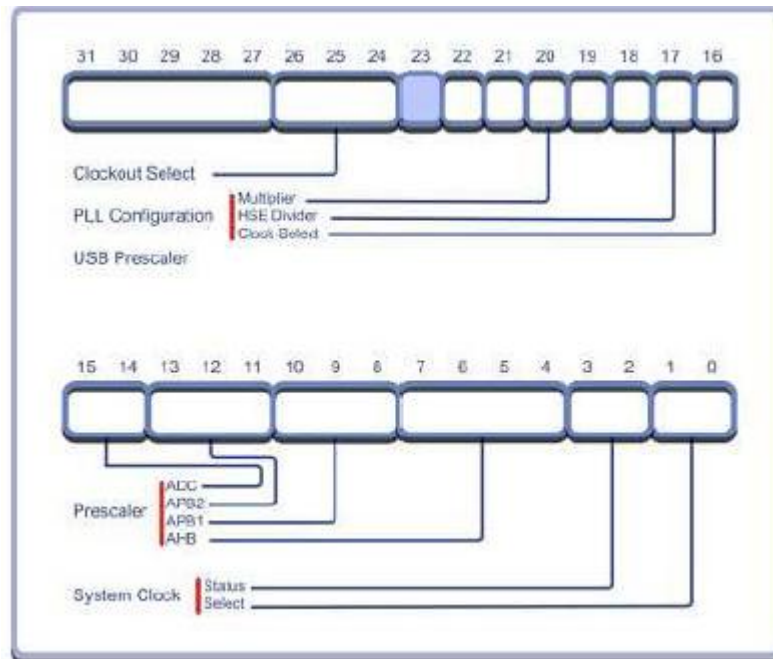 31 30 29 28 27 26 25 24 23 22 21 20 19 18 17 16
Clockout Select
PLL Configuration
Multiplier
HSE Divider
Clock Select
USB Prescaler
15 14 13 12 11 10 9 8 7 6 5 4 3 2 1 0
Prescaler
ADC
APB2
APB1
AHB
System Clock
Status
Select